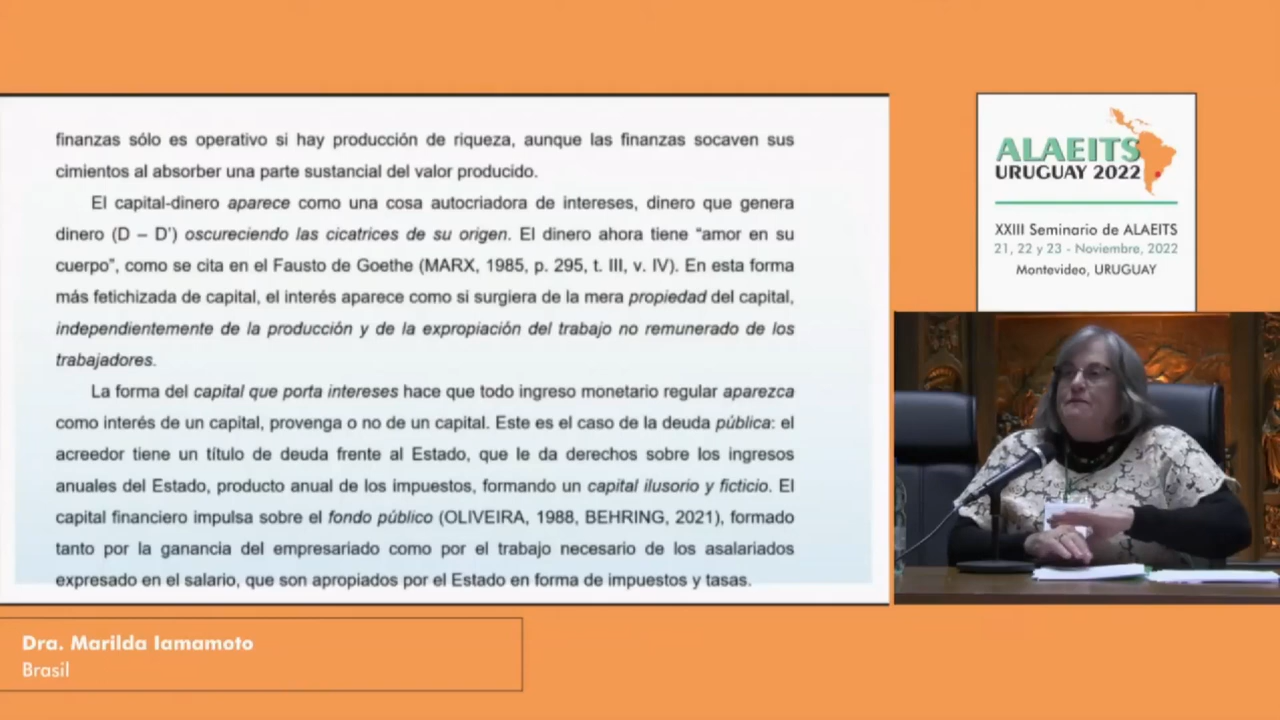 finanzas sólo es operativo si hay producción de riqueza, aunque las finanzas socaven sus
cimientos al absorber una parte sustancial del valor producido.
El capital-dinero aparece como una cosa autocriadora de intereses, dinero que genera
dinero (D – D') oscureciendo las cicatrices de su origen. El dinero ahora tiene “amor en su
cuerpo”, como se cita en el Fausto de Goethe (MARX, 1985, p. 295, t. III, v. IV). En esta forma
más fetichizada de capital, el interés aparece como si surgiera de la mera propiedad del capital,
independientemente de la producción y de la expropiación del trabajo no remunerado de los
trabajadores.
La forma del capital que porta intereses hace que todo ingreso monetario regular aparezca
como interés de un capital, provenga o no de un capital. Este es el caso de la deuda pública: el
acreedor tiene un título de deuda frente al Estado, que le da derechos sobre los ingresos
anuales del Estado, producto anual de los impuestos, formando un capital ilusorio y ficticio. El
capital financiero impulsa sobre el fondo público (OLIVEIRA, 1988, BEHRING, 2021), formado
tanto por la ganancia del empresariado como por el trabajo necesario de los asalariados
expresado en el salario, que son apropiados por el Estado en forma de impuestos y tasas.
ALAEITS
URUGUAY 2022
XXIII Seminario de ALAEITS
21, 22 y 23 - Noviembre, 2022
Montevideo, URUGUAY
Dra. Marilda Iamamoto
Brasil